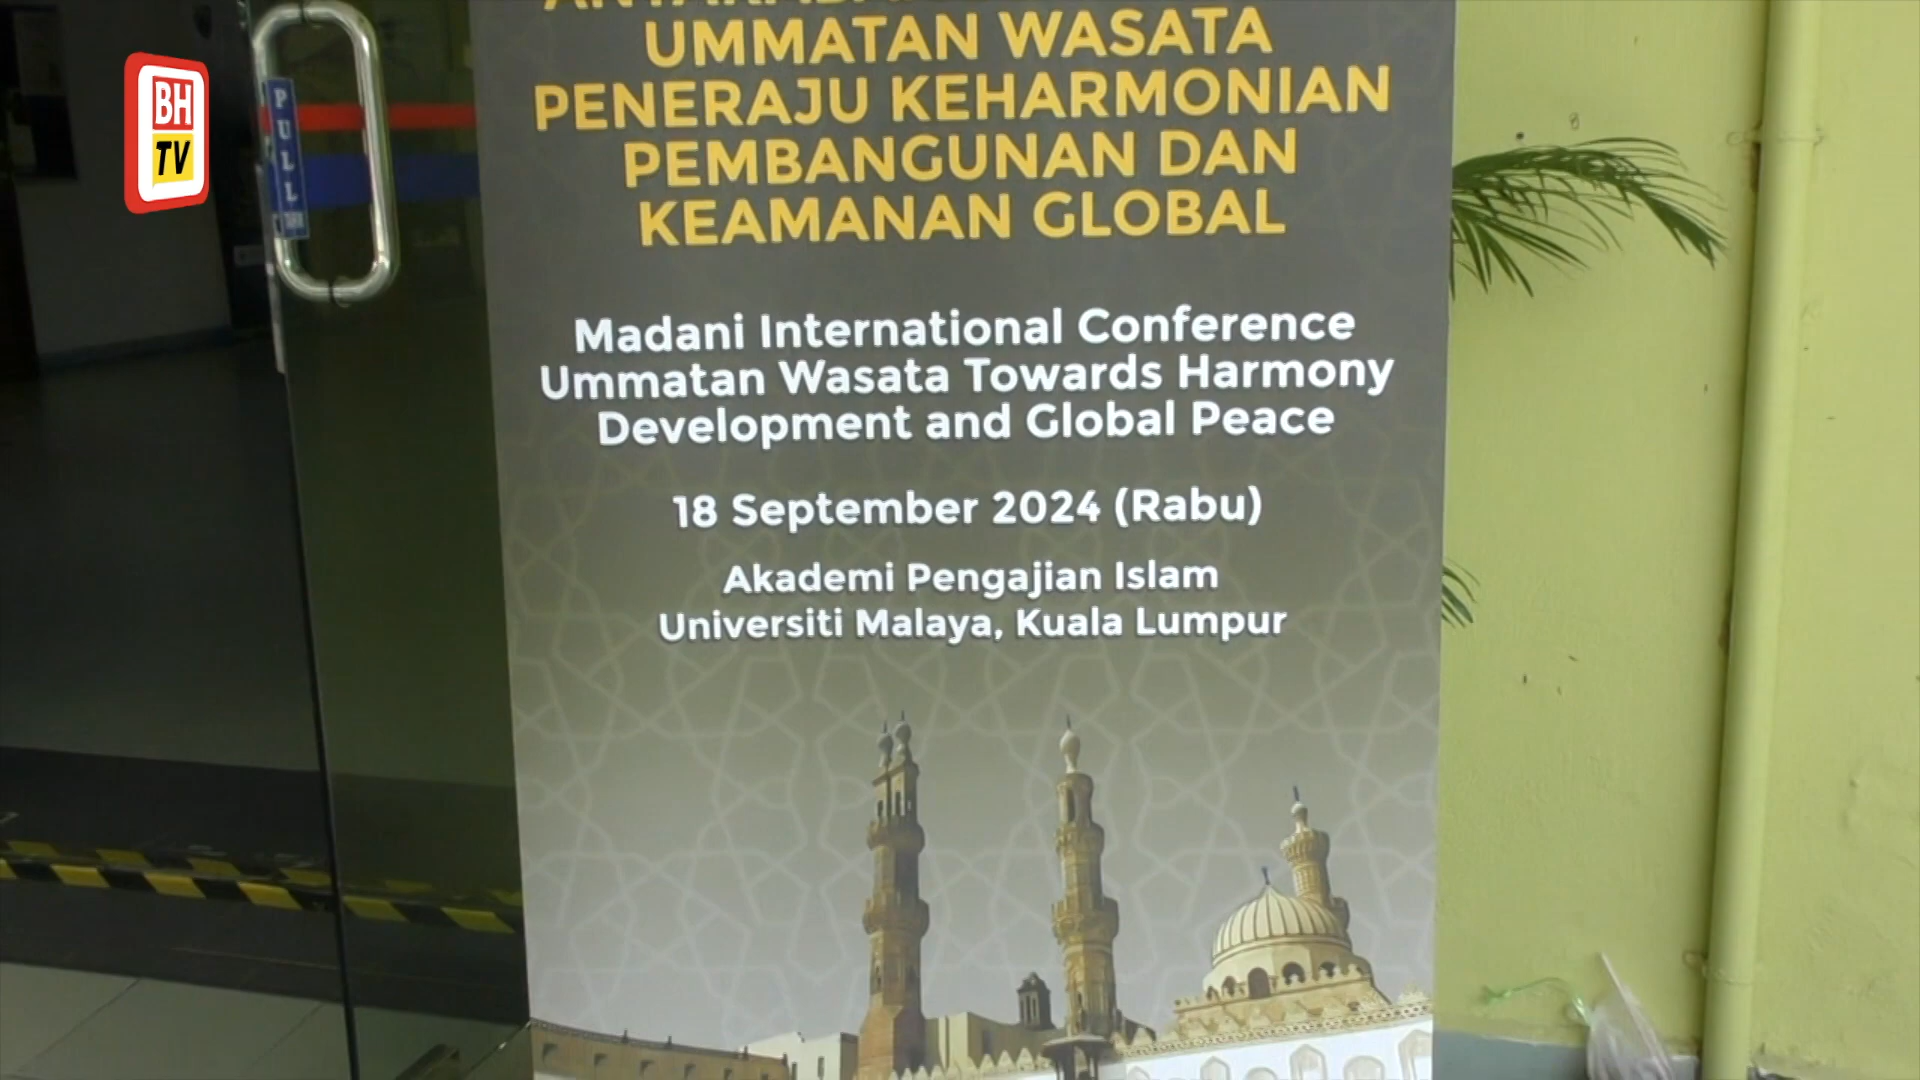 BH
TV
PULL
UMMATAN WASATA
PENERAJU KEHARMONIAN
PEMBANGUNAN DAN
KEAMANAN GLOBAL
Madani International Conference
Ummatan Wasata Towards Harmony
Development and Global Peace
18 September 2024 (Rabu)
Akademi Pengajian Islam
Universiti Malaya, Kuala Lumpur